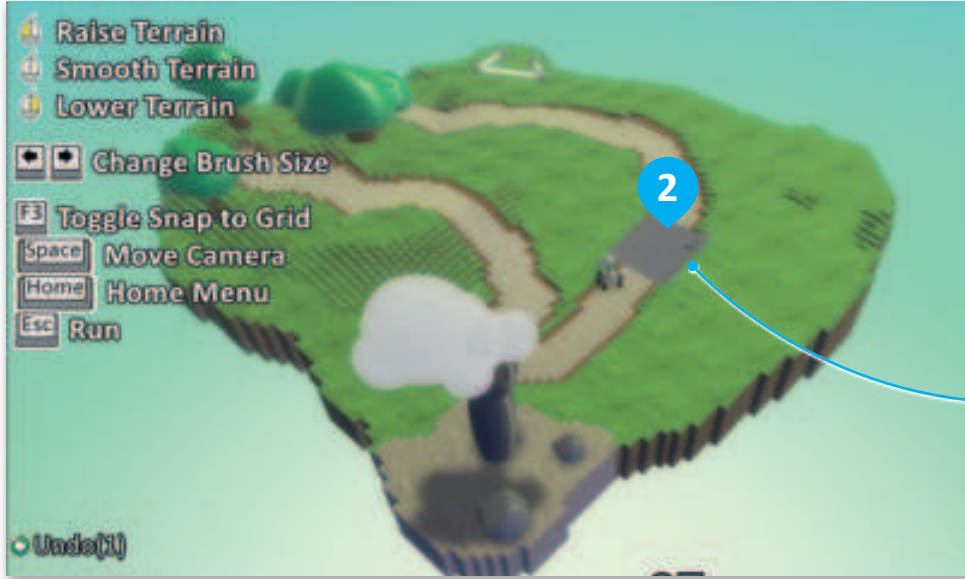 Raise Terrain
Smooth Terrain
Lower Terrain
Change Brush Size
F3 Toggle Snap to Grid
Space Move Camera
Home Home Menu
Esc Run
2
Undo(1)